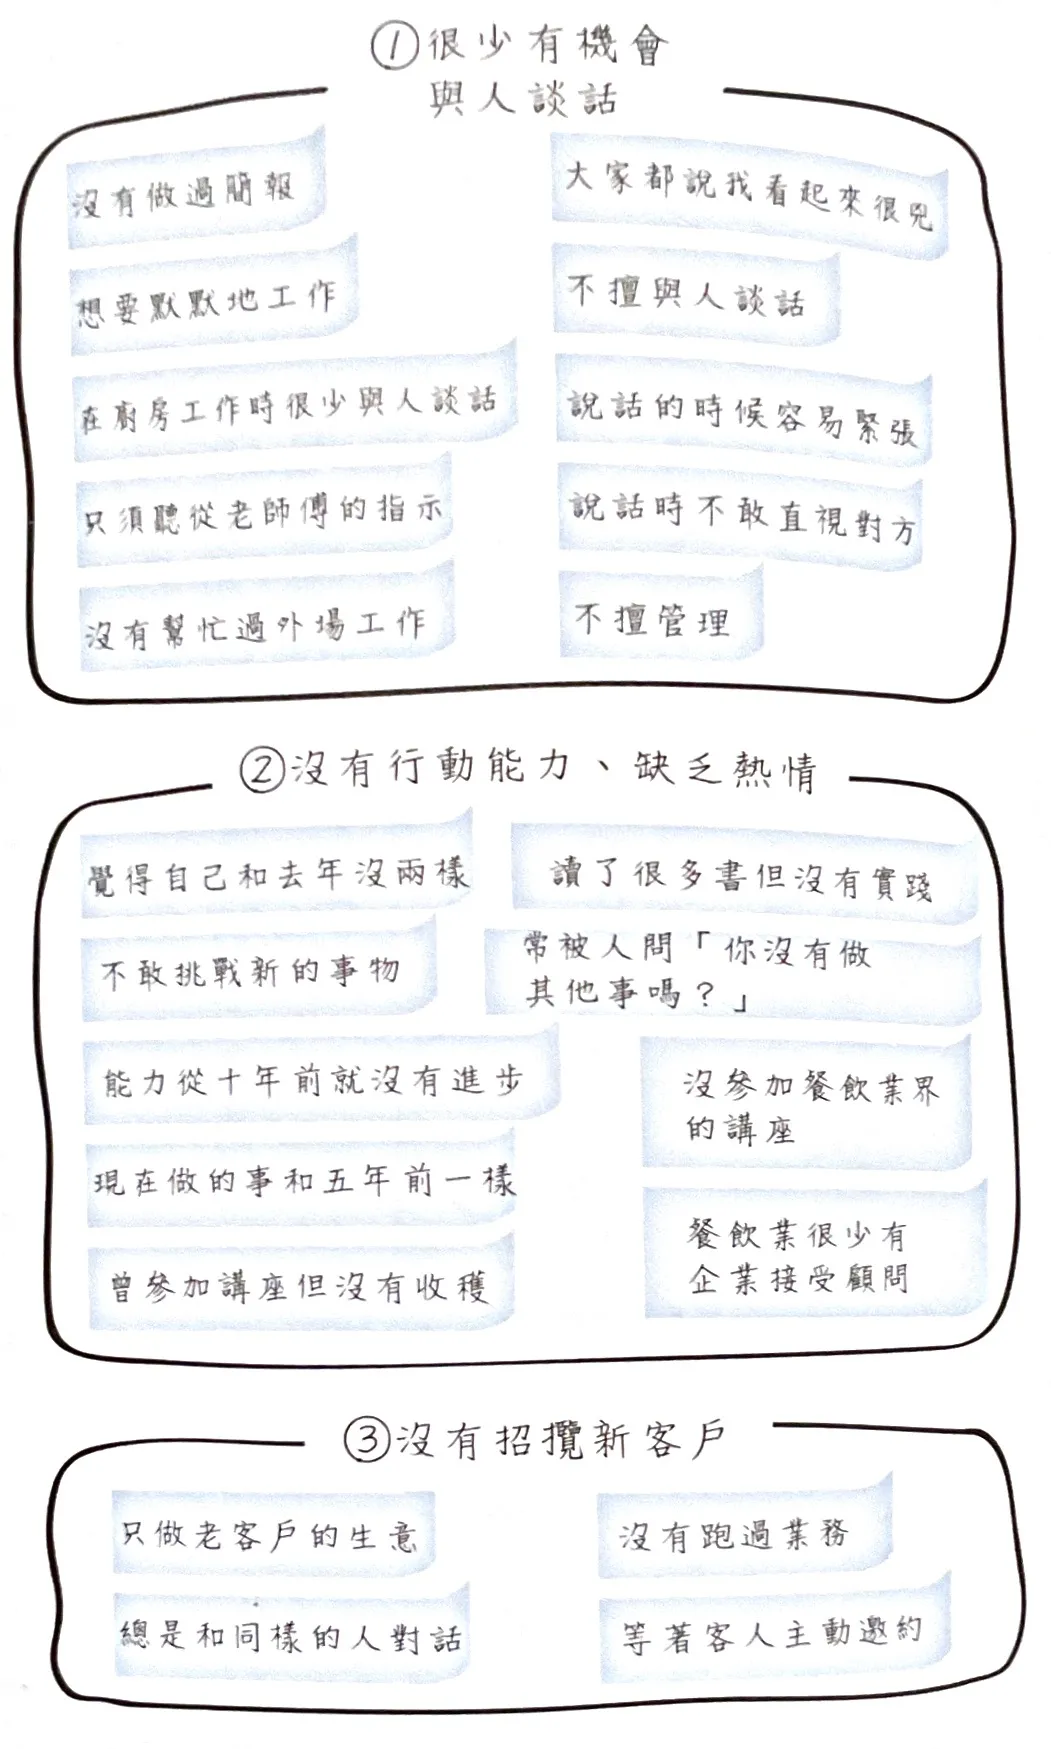 ①很少有機會
與人談話
沒有做過簡報
想要默默地工作
在廚房工作時很少與人談話
只須聽從老師傅的指示
沒有幫忙過外場工作
大家都說我看起來很兇
不擅與人談話
說話的時候容易緊張
說話時不敢直視對方
不擅管理
②沒有行動能力、缺乏熱情
覺得自己和去年沒兩樣
不敢挑戰新的事物
能力從十年前就沒有進步
現在做的事和五年前一樣
曾參加講座但沒有收穫
讀了很多書但沒有實踐
常被人問「你沒有做
其他事嗎？」
沒參加餐飲業界
的講座
餐飲業很少有
企業接受顧問
③沒有招攬新客戶
只做老客戶的生意
總是和同樣的人對話
沒有跑過業務
等著客人主動邀約